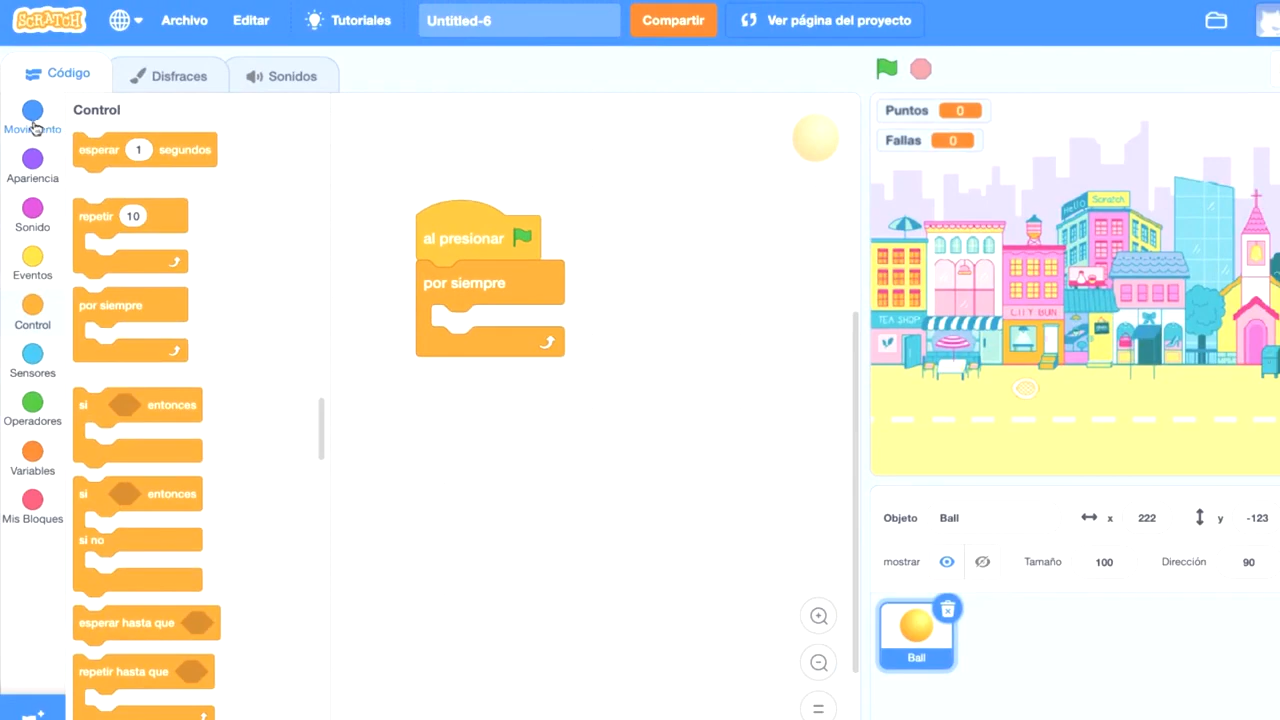 SCRATCH
Archivo
Editar
Tutoriales
Untitled-6
Compartir
Ver página del proyecto
Código
Disfraces
Sonidos
Movimiento
Apariencia
Sonido
Eventos
Control
Sensores
Operadores
Variables
Mis Bloques
Control
esperar 1 segundos
repetir 10
por siempre
si entonces
si entonces
si no
esperar hasta que
repetir hasta que
al presionar
por siempre
Puntos 0
Fallas 0
Hello Scratch
TEA SHOP
CITY BUN
Objeto Ball x 222 y -123
mostrar Tamaño 100 Dirección 90
Ball